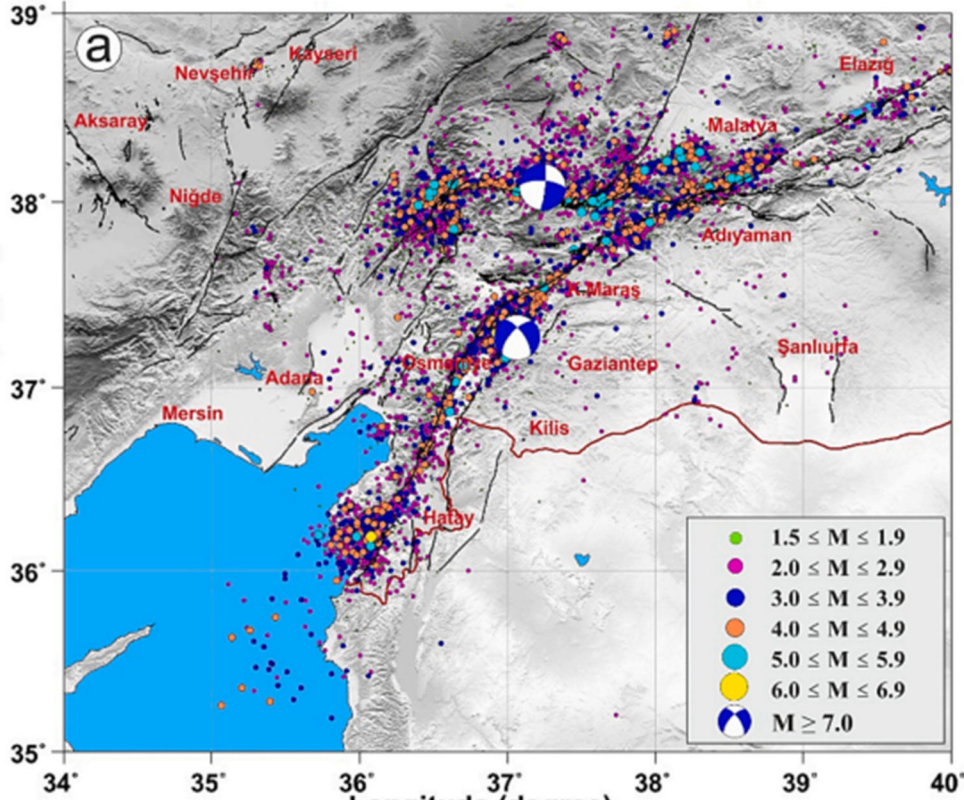 39°
a
Kayseri
Nevşehir
Elazığ
Aksaray
Malatya
38°
Niğde
Adıyaman
K.Maraş
Şanlıurfa
Osmaniye
Gaziantep
37°
Adana
Mersin
Kilis
Hatay
36°
1.5 ≤ M ≤ 1.9
2.0 ≤ M ≤ 2.9
3.0 ≤ M ≤ 3.9
4.0 ≤ M ≤ 4.9
5.0 ≤ M ≤ 5.9
6.0 ≤ M ≤ 6.9
M ≥ 7.0
35°
34° 35° 36° 37° 38° 39° 40°
Longitude (degree)